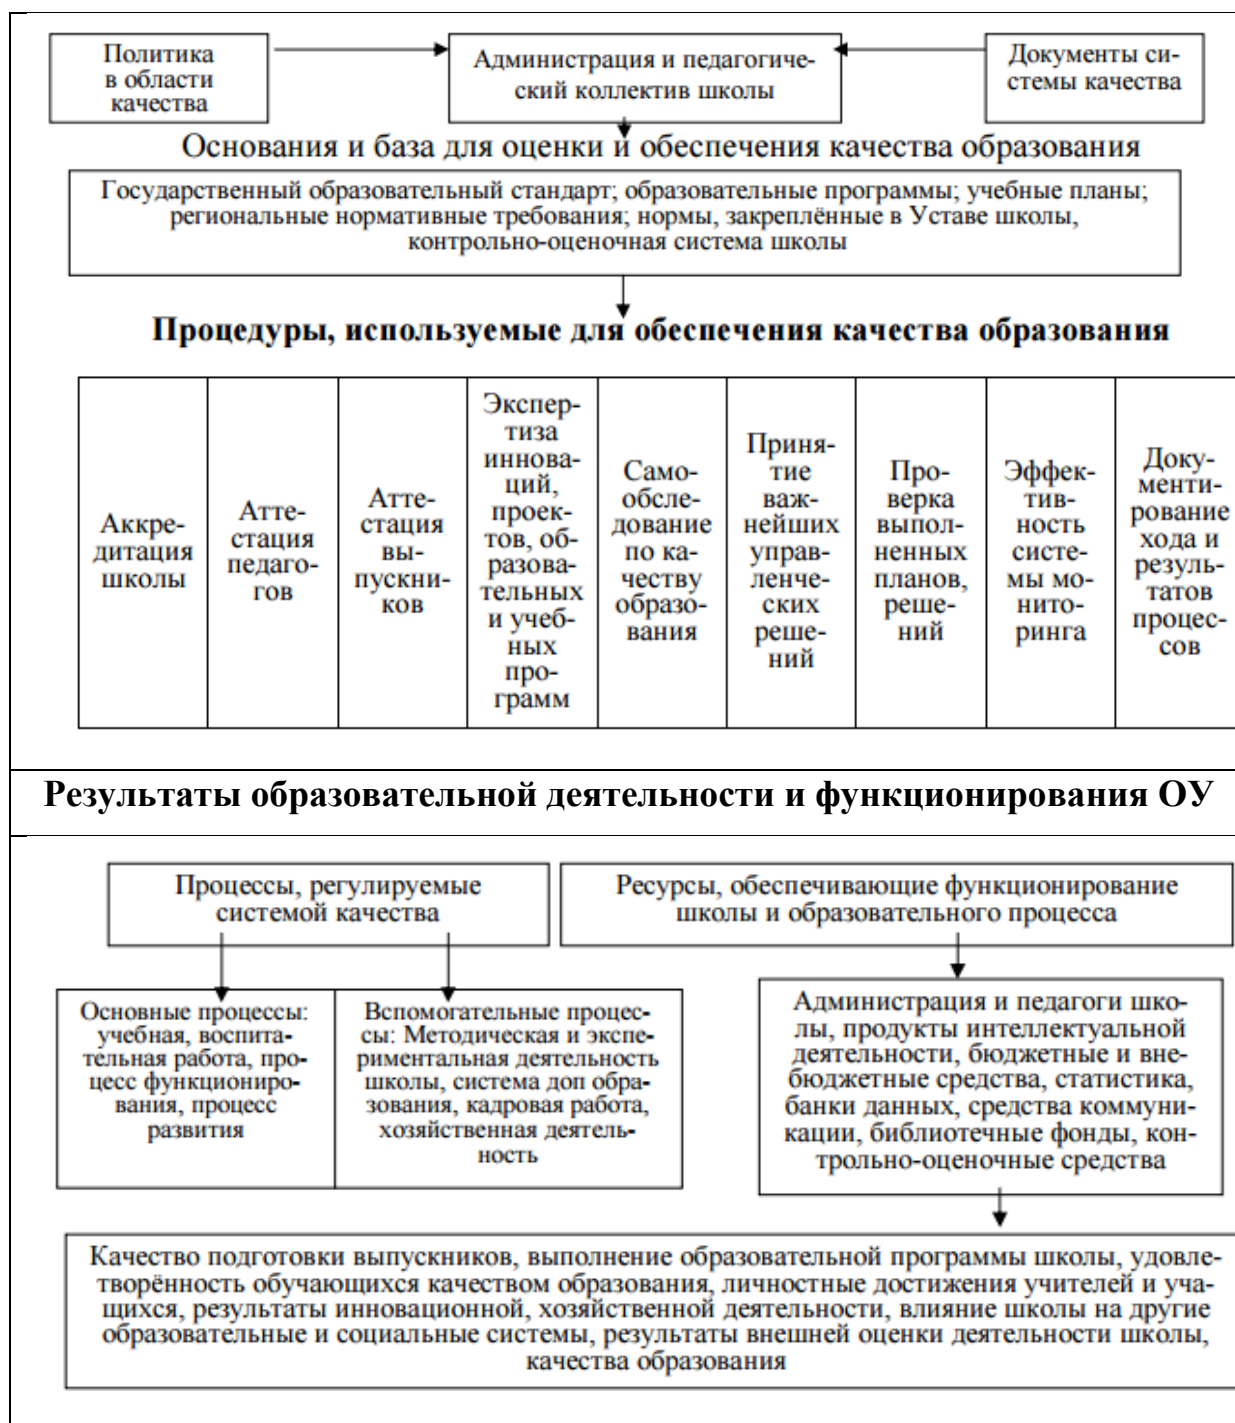 Политика
в области
качества
Администрация и педагогиче-
ский коллектив школы
Документы си-
стемы качества
Основания и база для оценки и обеспечения качества образования
Государственный образовательный стандарт; образовательные программы; учебные планы;
региональные нормативные требования; нормы, закреплённые в Уставе школы,
контрольно-оценочная система школы
Процедуры, используемые для обеспечения качества образования
Аккре-
дитация
школы
Атте-
стация
педаго-
гов
Атте-
стация
вы-
пускни-
ков
Экспер-
тиза
иннова-
ций,
проек-
тов, об-
разова-
тельных
и учеб-
ных
про-
грамм
Само-
обсле-
дование
по ка-
честву
образо-
вания
Приня-
тие
важ-
нейших
управ-
ленче-
ских
реше-
ний
Про-
верка
выпол-
ненных
планов,
реше-
ний
Эффек-
тив-
ность
систе-
мы мо-
нито-
ринга
Доку-
менти-
рование
хода и
резуль-
татов
процес-
сов
Результаты образовательной деятельности и функционирования ОУ
Процессы, регулируемые
системой качества
Ресурсы, обеспечивающие функционирование
школы и образовательного процесса
Основные процессы:
учебная, воспита-
тельная работа, про-
цесс функциониро-
вания, процесс
развития
Вспомогательные процес-
сы: Методическая и экспе-
риментальная деятельность
школы, система доп обра-
зования, кадровая работа,
хозяйственная деятель-
ность
Администрация и педагоги шко-
лы, продукты интеллектуальной
деятельности, бюджетные и вне-
бюджетные средства, статистика,
банки данных, средства коммуни-
кации, библиотечные фонды, кон-
трольно-оценочные средства
Качество подготовки выпускников, выполнение образовательной программы школы, удовле-
творённость обучающихся качеством образования, личностные достижения учителей и уча-
щихся, результаты инновационной, хозяйственной деятельности, влияние школы на другие
образовательные и социальные системы, результаты внешней оценки деятельности школы,
качества образования